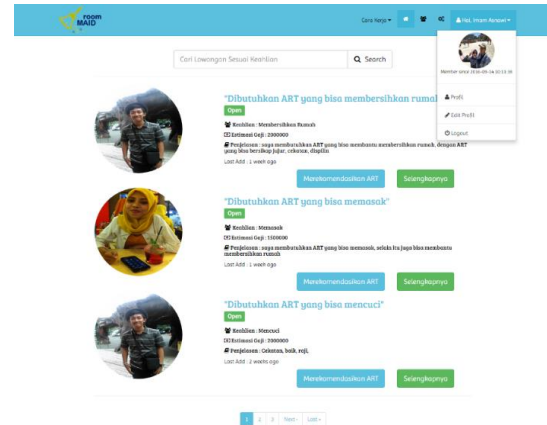 room
MAID
Cara Kerja
Hai, Imam Asrowi
Member since 2016-09-24 10:13:39
Profil
Edit Profil
Logout
Cari Lowongan Sesuai Keahlian
Search
"Dibutuhkan ART yang bisa membersihkan rumah
Open
Keahlian : Membersihkan Rumah
Estimasi Gaji : 2000000
Penjelasan : saya membutuhkan ART yang bisa membantu membersihkan rumah, dengan ART
yang bisa bersikap jujur, cekatan, disiplin
Last Add : 1 week ago
Merekomendasikan ART
Selengkapnya
"Dibutuhkan ART yang bisa memasak"
Open
Keahlian : Memasak
Estimasi Gaji : 1500000
Penjelasan : saya membutuhkan ART yang bisa memasak, selain itu juga bisa membantu
membersihkan rumah
Last Add : 1 week ago
Merekomendasikan ART
Selengkapnya
"Dibutuhkan ART yang bisa mencuci"
Open
Keahlian : Mencuci
Estimasi Gaji : 2000000
Penjelasan : Cekatan, baik, rapi,
Last Add : 2 weeks ago
Merekomendasikan ART
Selengkapnya
1 2 3 Next › Last ›